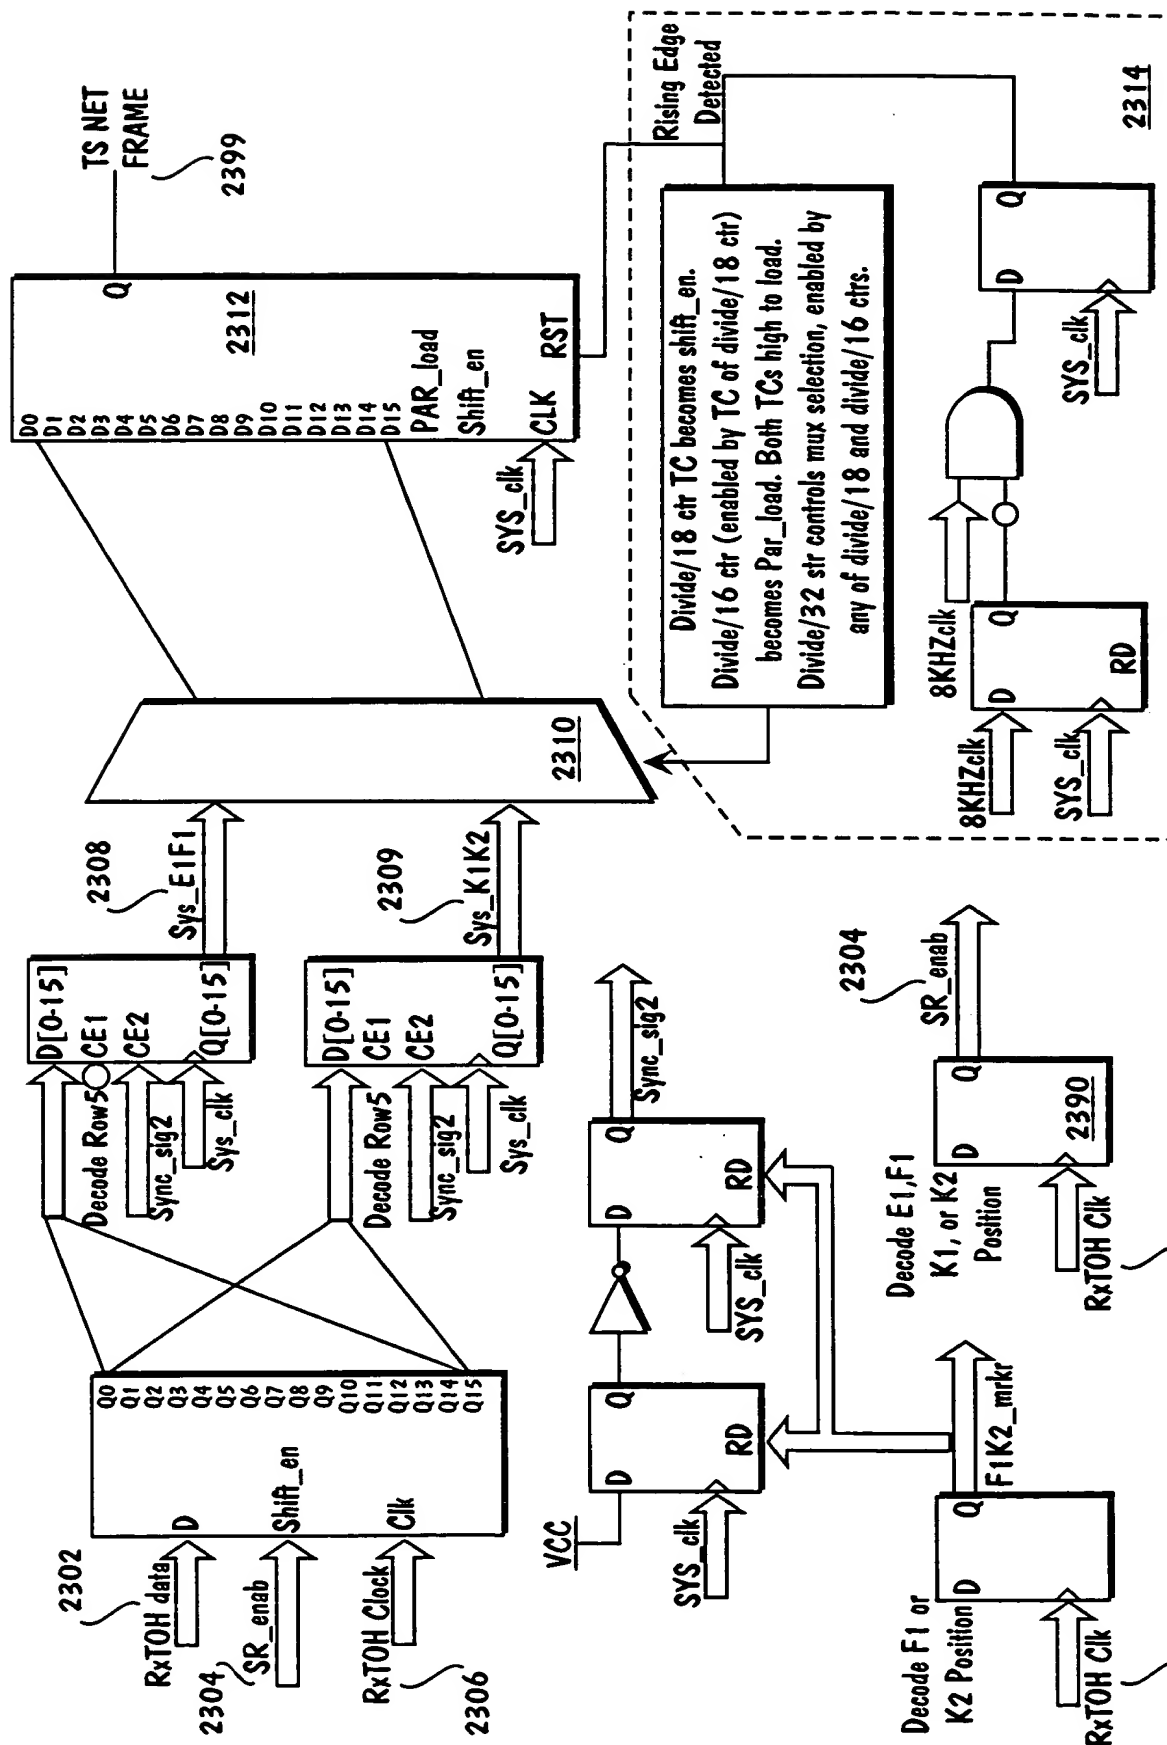 2302
RxTOH data
2304
SR_enab
RxTOH Clock
2306
D
Shift_en
Clk
Q0
Q1
Q2
Q3
Q4
Q5
Q6
Q7
Q8
Q9
Q10
Q11
Q12
Q13
Q14
Q15
Decode Row5
Sync_sig2
Sys_clk
D[0-15]
CE1
CE2
Q[0-15]
2308
Sys_E1F1
Decode Row5
Sync_sig2
Sys_clk
D[0-15]
CE1
CE2
Q[0-15]
2309
Sys_K1K2
2310
D0
D1
D2
D3
D4
D5
D6
D7
D8
D9
D10
D11
D12
D13
D14
D15
PAR_load
Shift_en
CLK
RST
SYS_clk
2312
Q
TS NET
FRAME
2399
VCC
D
Q
RD
SYS_clk
D
Q
RD
SYS_clk
Sync_sig2
Rising Edge
Detected
Divide/18 ctr TC becomes shift_en.
Divide/16 ctr (enabled by TC of divide/18 ctr)
becomes Par_load. Both TCs high to load.
Divide/32 str controls mux selection, enabled by
any of divide/18 and divide/16 ctrs.
Decode F1 or
K2 Position
RxTOH Clk
D
Q
F1K2_mrkr
Decode E1,F1
K1, or K2
Position
RxTOH Clk
D
Q
2390
SR_enab
2304
8KHZclk
SYS_clk
D
Q
RD
8KHZclk
SYS_clk
D
Q
2314